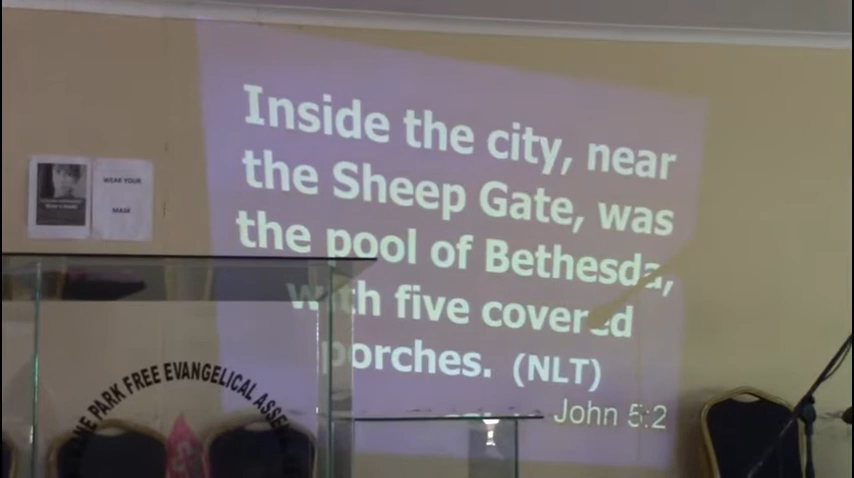 Inside the city, near
the Sheep Gate, was
the pool of Bethesda,
with five covered
porches. (NLT)
John 5:2
WEAR YOUR
MASK
PARK FREE EVANGELICAL